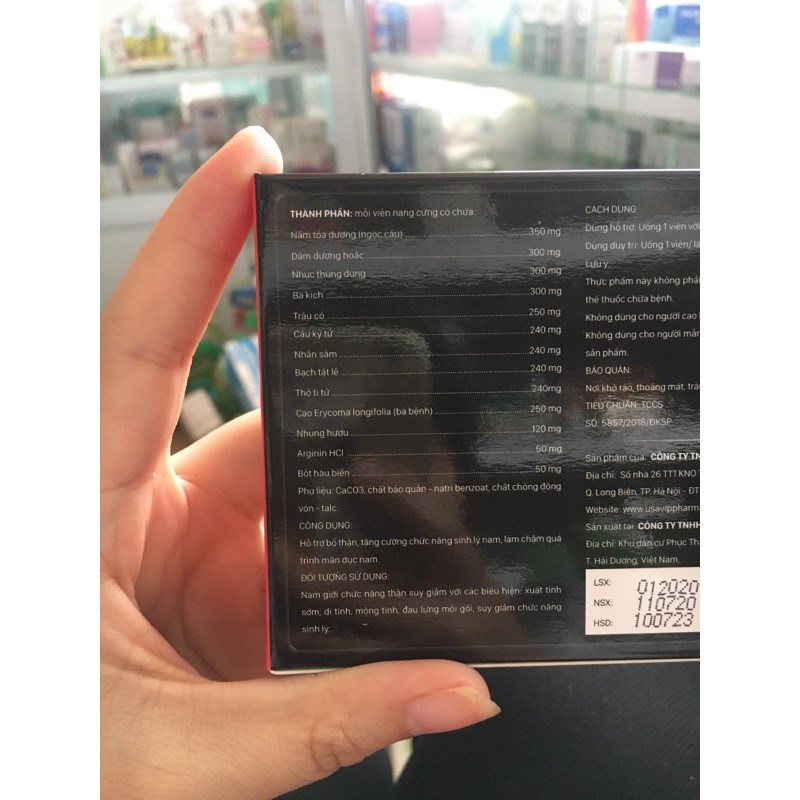 THÀNH PHẦN: mỗi viên nang cứng có chứa:
Nấm tỏa dương (ngọc cẩu) 350 mg
Dâm dương hoắc 300 mg
Nhục thung dung 300 mg
Ba kích 300 mg
Trâu cổ 250 mg
Câu kỷ tử 240 mg
Nhân sâm 240 mg
Bạch tật lê 240 mg
Thỏ ti tử 240mg
Cao Erycoma longifolia (bá bệnh) 250 mg
Nhung hươu 120 mg
Arginin HCl 50 mg
Bột hàu biển 50 mg
Phụ liệu: CaCO3, chất bảo quản - natri benzoat, chất chống đông
vón - talc.
CÔNG DỤNG:
Hỗ trợ bổ thận, tăng cường chức năng sinh lý nam, làm chậm quá
trình mãn dục nam.
ĐỐI TƯỢNG SỬ DỤNG:
Nam giới chức năng thận suy giảm với các biểu hiện: xuất tinh
sớm, di tinh, mộng tinh, đau lưng mỏi gối, suy giảm chức năng
sinh lý.
CÁCH DÙNG:
Dùng hỗ trợ: Uống 1 viên với
Dùng duy trì: Uống 1 viên/
Lưu ý:
Thực phẩm này không phải
thế thuốc chữa bệnh.
Không dùng cho người cao
Không dùng cho người mẫn
sản phẩm.
BẢO QUẢN:
Nơi khô ráo, thoáng mát,
TIÊU CHUẨN: TCCS
SỐ: 5857/2018/ĐKSP
Sản phẩm của: CÔNG TY
Địa chỉ: Số nhà 26 TT1 KNO
Q. Long Biên, TP. Hà Nội - ĐT
Website: www.usavippharm
Sản xuất tại: CÔNG TY TNHH
Địa chỉ: Khu dân cư Phục
T. Hải Dương, Việt Nam.
LSX: 012020
NSX: 110720
HSD: 100723